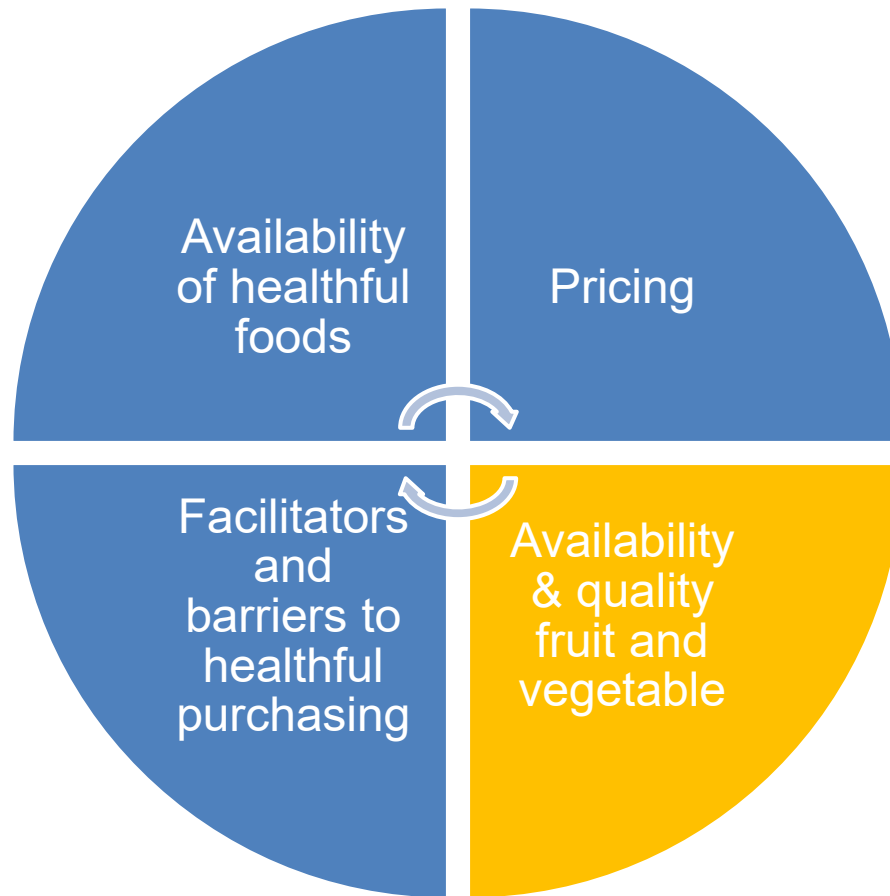 Availability
of healthful
foods
Pricing
Facilitators
and
barriers to
healthful
purchasing
Availability
& quality
fruit and
vegetable